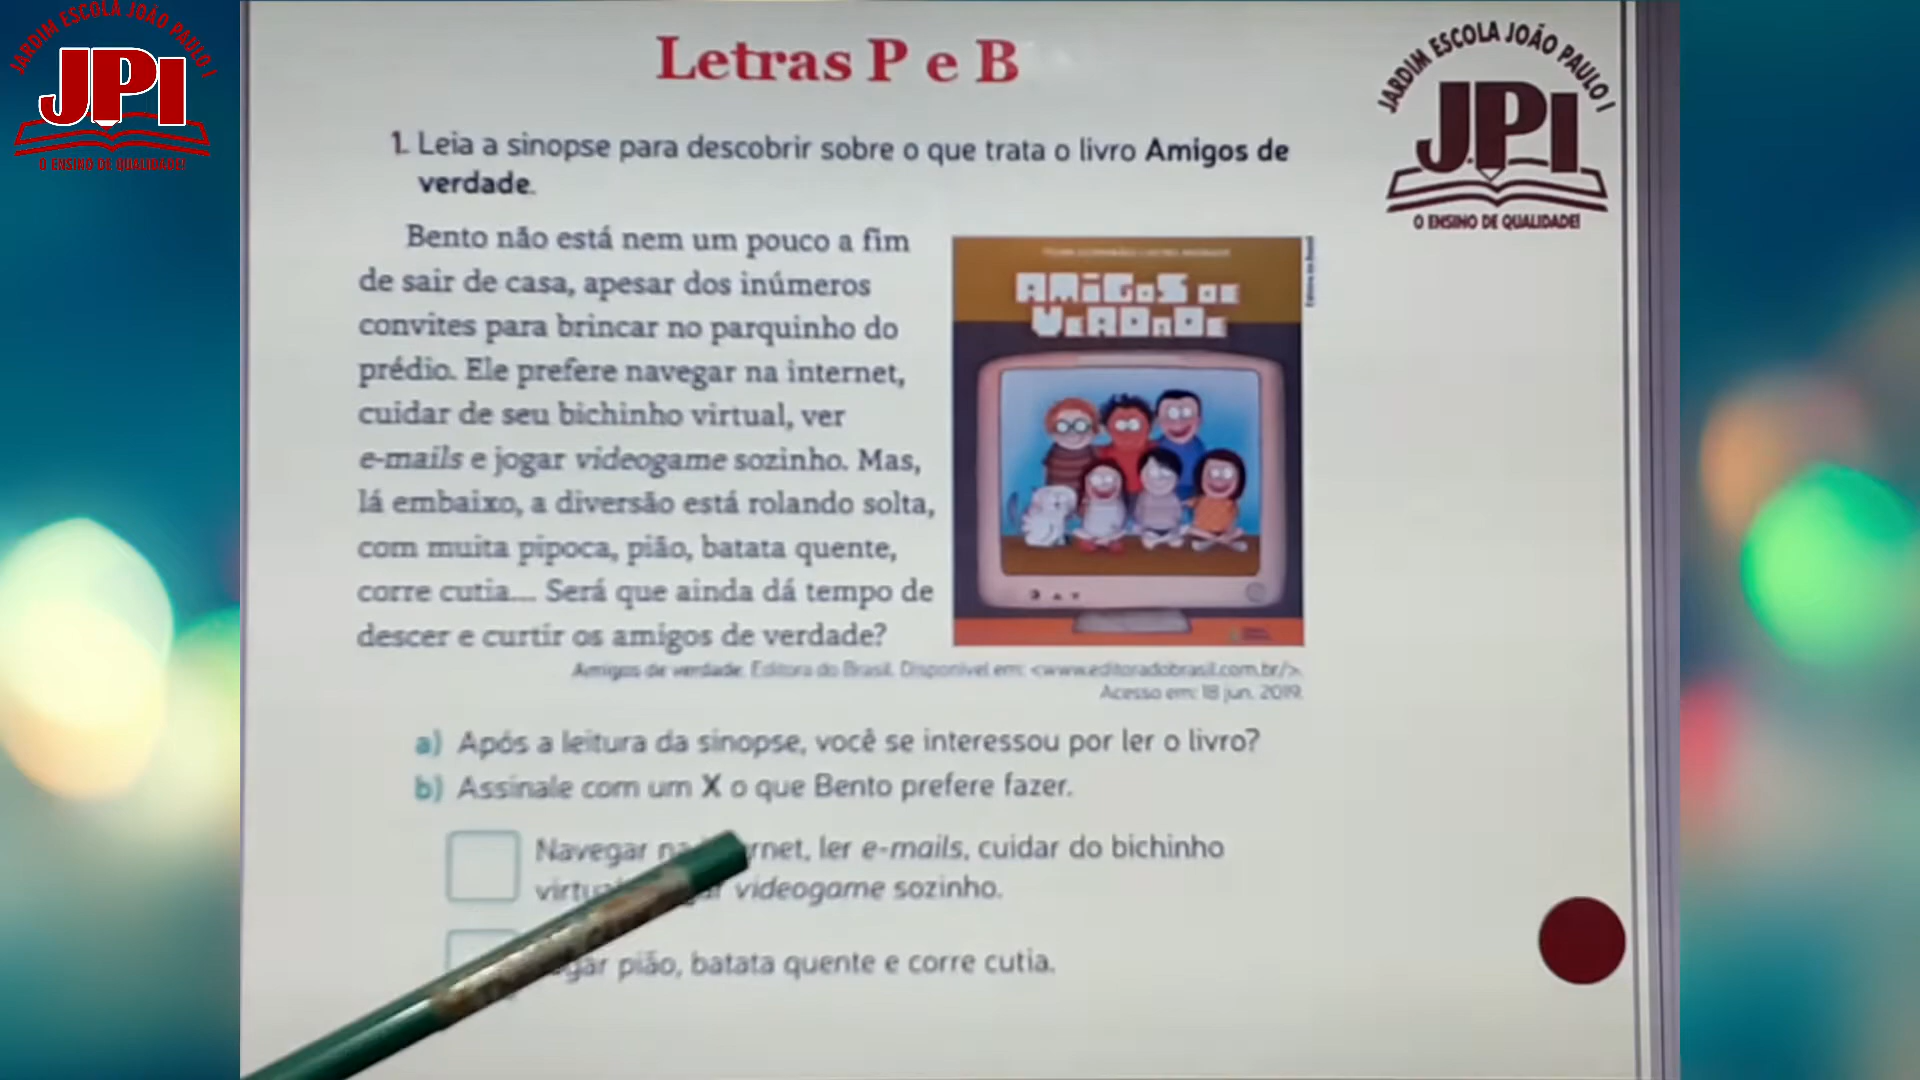 JARDIM ESCOLA JOÃO PAULO I
JPI
O ENSINO DE QUALIDADE!
Letras P e B
JARDIM ESCOLA JOÃO PAULO I
J.P.I.
O ENSINO DE QUALIDADE!
1. Leia a sinopse para descobrir sobre o que trata o livro Amigos de
verdade.
Bento não está nem um pouco a fim
de sair de casa, apesar dos inúmeros
convites para brincar no parquinho do
prédio. Ele prefere navegar na internet,
cuidar de seu bichinho virtual, ver
e-mails e jogar videogame sozinho. Mas,
lá embaixo, a diversão está rolando solta,
com muita pipoca, pião, batata quente,
corre cutia... Será que ainda dá tempo de
descer e curtir os amigos de verdade?
AMiGoS DE
VeRDaDe
Amigos de verdade. Editora do Brasil. Disponível em: <www.editoradobrasil.com.br/>.
Acesso em: 18 jun. 2019.
a) Após a leitura da sinopse, você se interessou por ler o livro?
b) Assinale com um X o que Bento prefere fazer.
Navegar ler e-mails, cuidar do bichinho
videogame sozinho.
pião, batata quente e corre cutia.